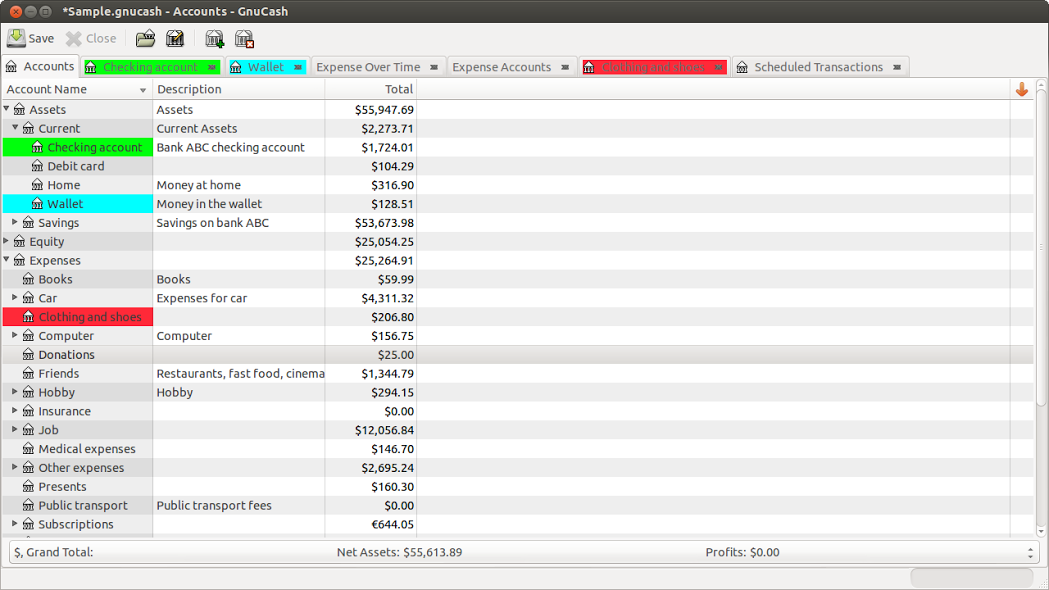 *Sample.gnucash - Accounts - GnuCash
Save Close
Accounts Checking account Wallet Expense Over Time Expense Accounts Clothing and shoes Scheduled Transactions
Account Name Description Total
Assets Assets $55,947.69
Current Current Assets $2,273.71
Checking account Bank ABC checking account $1,724.01
Debit card $104.29
Home Money at home $316.90
Wallet Money in the wallet $128.51
Savings Savings on bank ABC $53,673.98
Equity $25,054.25
Expenses $25,264.91
Books Books $59.99
Car Expenses for car $4,311.32
Clothing and shoes $206.80
Computer Computer $156.75
Donations $25.00
Friends Restaurants, fast food, cinema $1,344.79
Hobby Hobby $294.15
Insurance $0.00
Job $12,056.84
Medical expenses $146.70
Other expenses $2,695.24
Presents $160.30
Public transport Public transport fees $0.00
Subscriptions €644.05
$, Grand Total: Net Assets: $55,613.89 Profits: $0.00